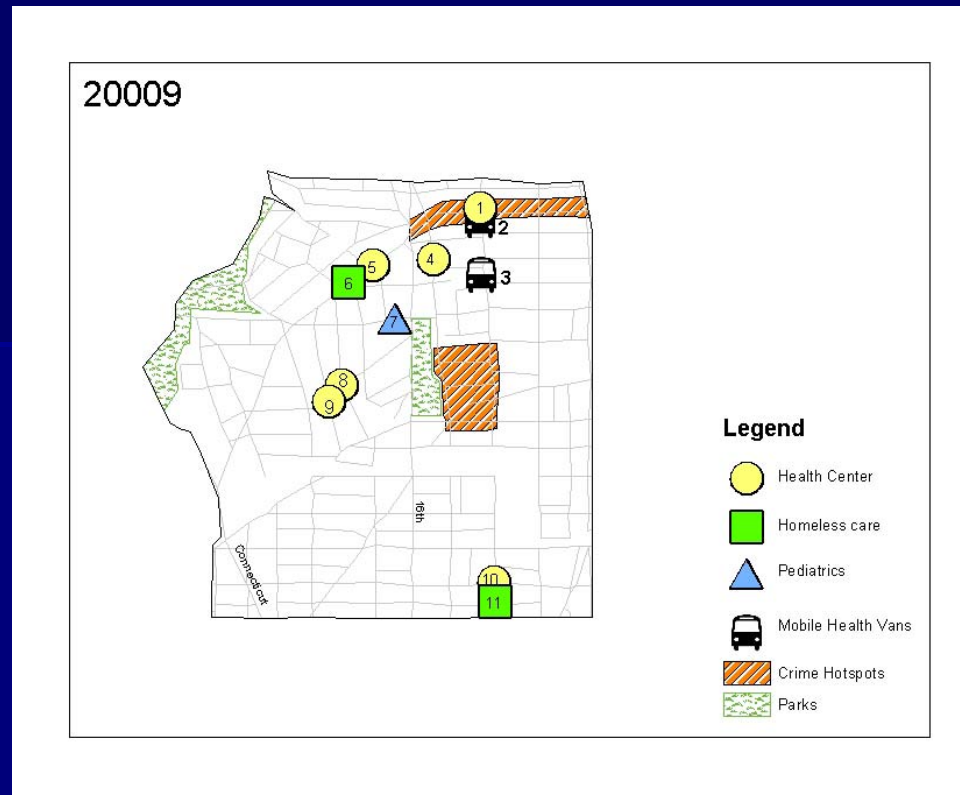 20009
1
2
4
5
3
6
7
8
9
Legend
Health Center
16th
Homeless care
Connecticut
Pediatrics
10
11
Mobile Health Vans
Crime Hotspots
Parks